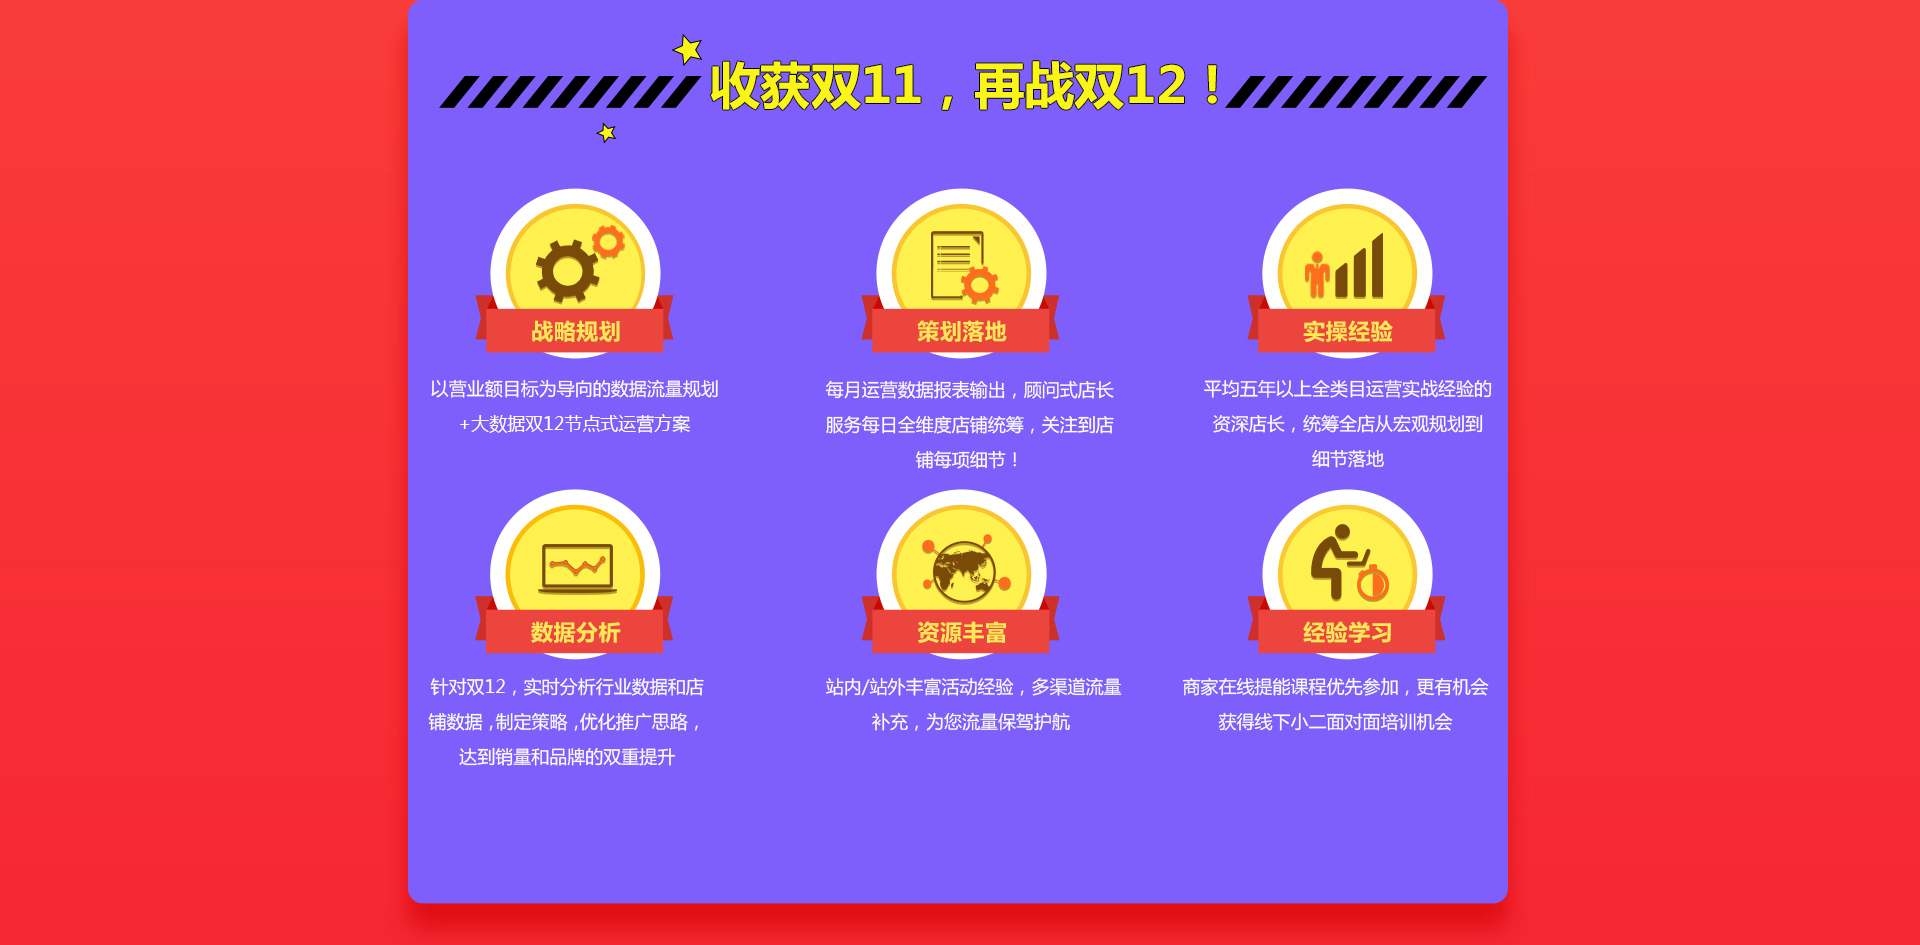 收获双11，再战双12！
战略规划
以营业额目标为导向的数据流量规划
+大数据双12节点式运营方案
策划落地
每月运营数据报表输出，顾问式店长
服务每日全维度店铺统筹，关注到店
铺每项细节！
实操经验
平均五年以上全类目运营实战经验的
资深店长，统筹全店从宏观规划到
细节落地
数据分析
针对双12，实时分析行业数据和店
铺数据，制定策略，优化推广思路，
达到销量和品牌的双重提升
资源丰富
站内/站外丰富活动经验，多渠道流量
补充，为您流量保驾护航
经验学习
商家在线提能课程优先参加，更有机会
获得线下小二面对面培训机会